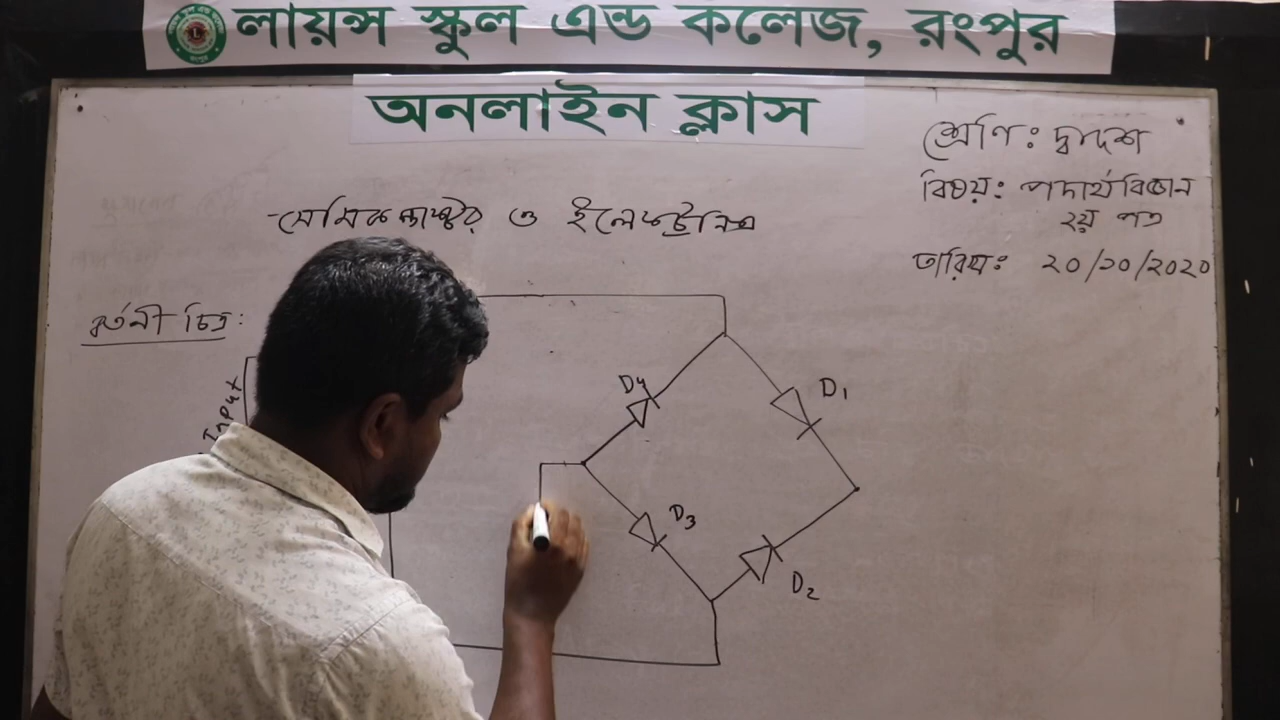 লায়ন্স স্কুল এন্ড কলেজ, রংপুর
অনলাইন ক্লাস
শ্রেণি: দ্বাদশ
বিষয়: পদার্থবিজ্ঞান
২য় পত্র
তারিখ: ২০/১০/২০২০
সেমিকন্ডাক্টর ও ইলেকট্রনিক্স
বর্তনী চিত্র:
Input
D4
D1
D3
D2